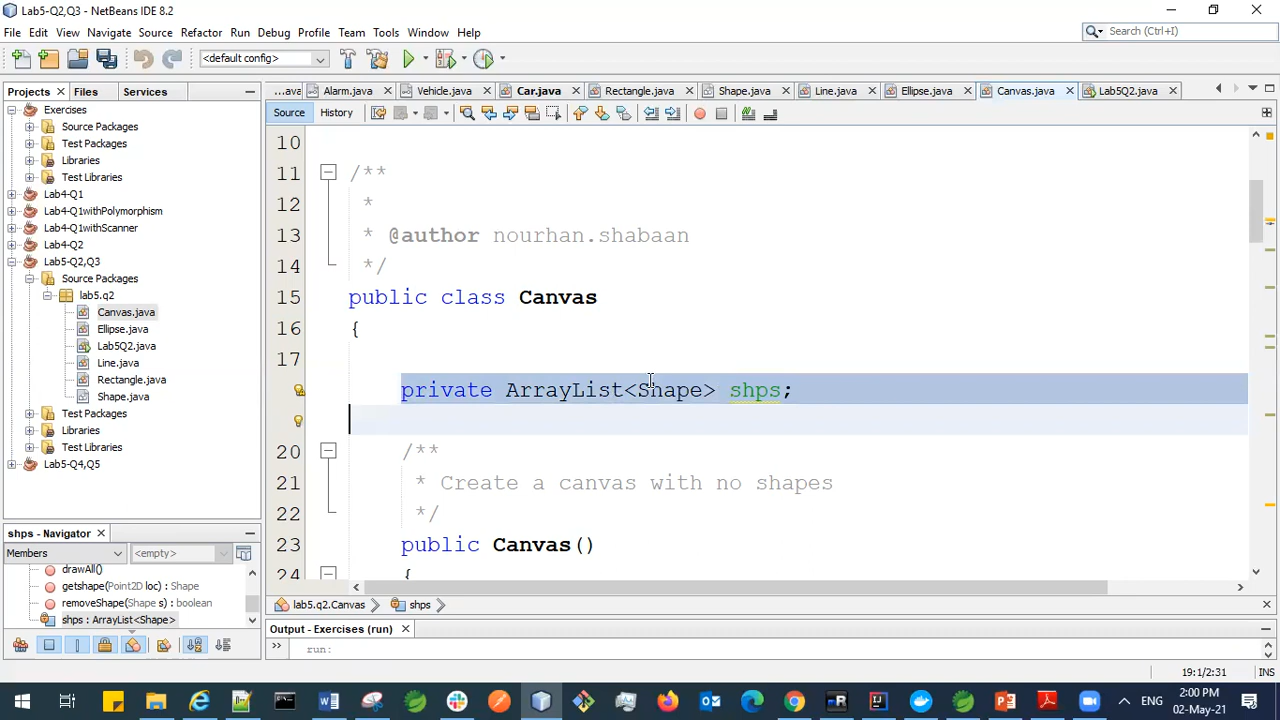 Lab5-Q2,Q3 - NetBeans IDE 8.2
File Edit View Navigate Source Refactor Run Debug Profile Team Tools Window Help
Search (Ctrl+I)
<default config>
Projects Files Services
...ava Alarm.java Vehicle.java Car.java Rectangle.java Shape.java Line.java Ellipse.java Canvas.java Lab5Q2.java
Source History
Exercises
Source Packages
Test Packages
Libraries
Test Libraries
Lab4-Q1
Lab4-Q1withPolymorphism
Lab4-Q1withScanner
Lab4-Q2
Lab5-Q2,Q3
Source Packages
lab5.q2
Canvas.java
Ellipse.java
Lab5Q2.java
Line.java
Rectangle.java
Shape.java
Test Packages
Libraries
Test Libraries
Lab5-Q4,Q5
10
11 /**
12 *
13 * @author nourhan.shabaan
14 */
15 public class Canvas
16 {
17
private ArrayList<Shape> shps;
20 /**
21 * Create a canvas with no shapes
22 */
23 public Canvas()
24 {
shps - Navigator
Members <empty>
drawAll()
getshape(Point2D loc) : Shape
removeShape(Shape s) : boolean
shps : ArrayList<Shape>
lab5.q2.Canvas shps
Output - Exercises (run)
run:
19:1/2:31 INS
ENG
2:00 PM
02-May-21